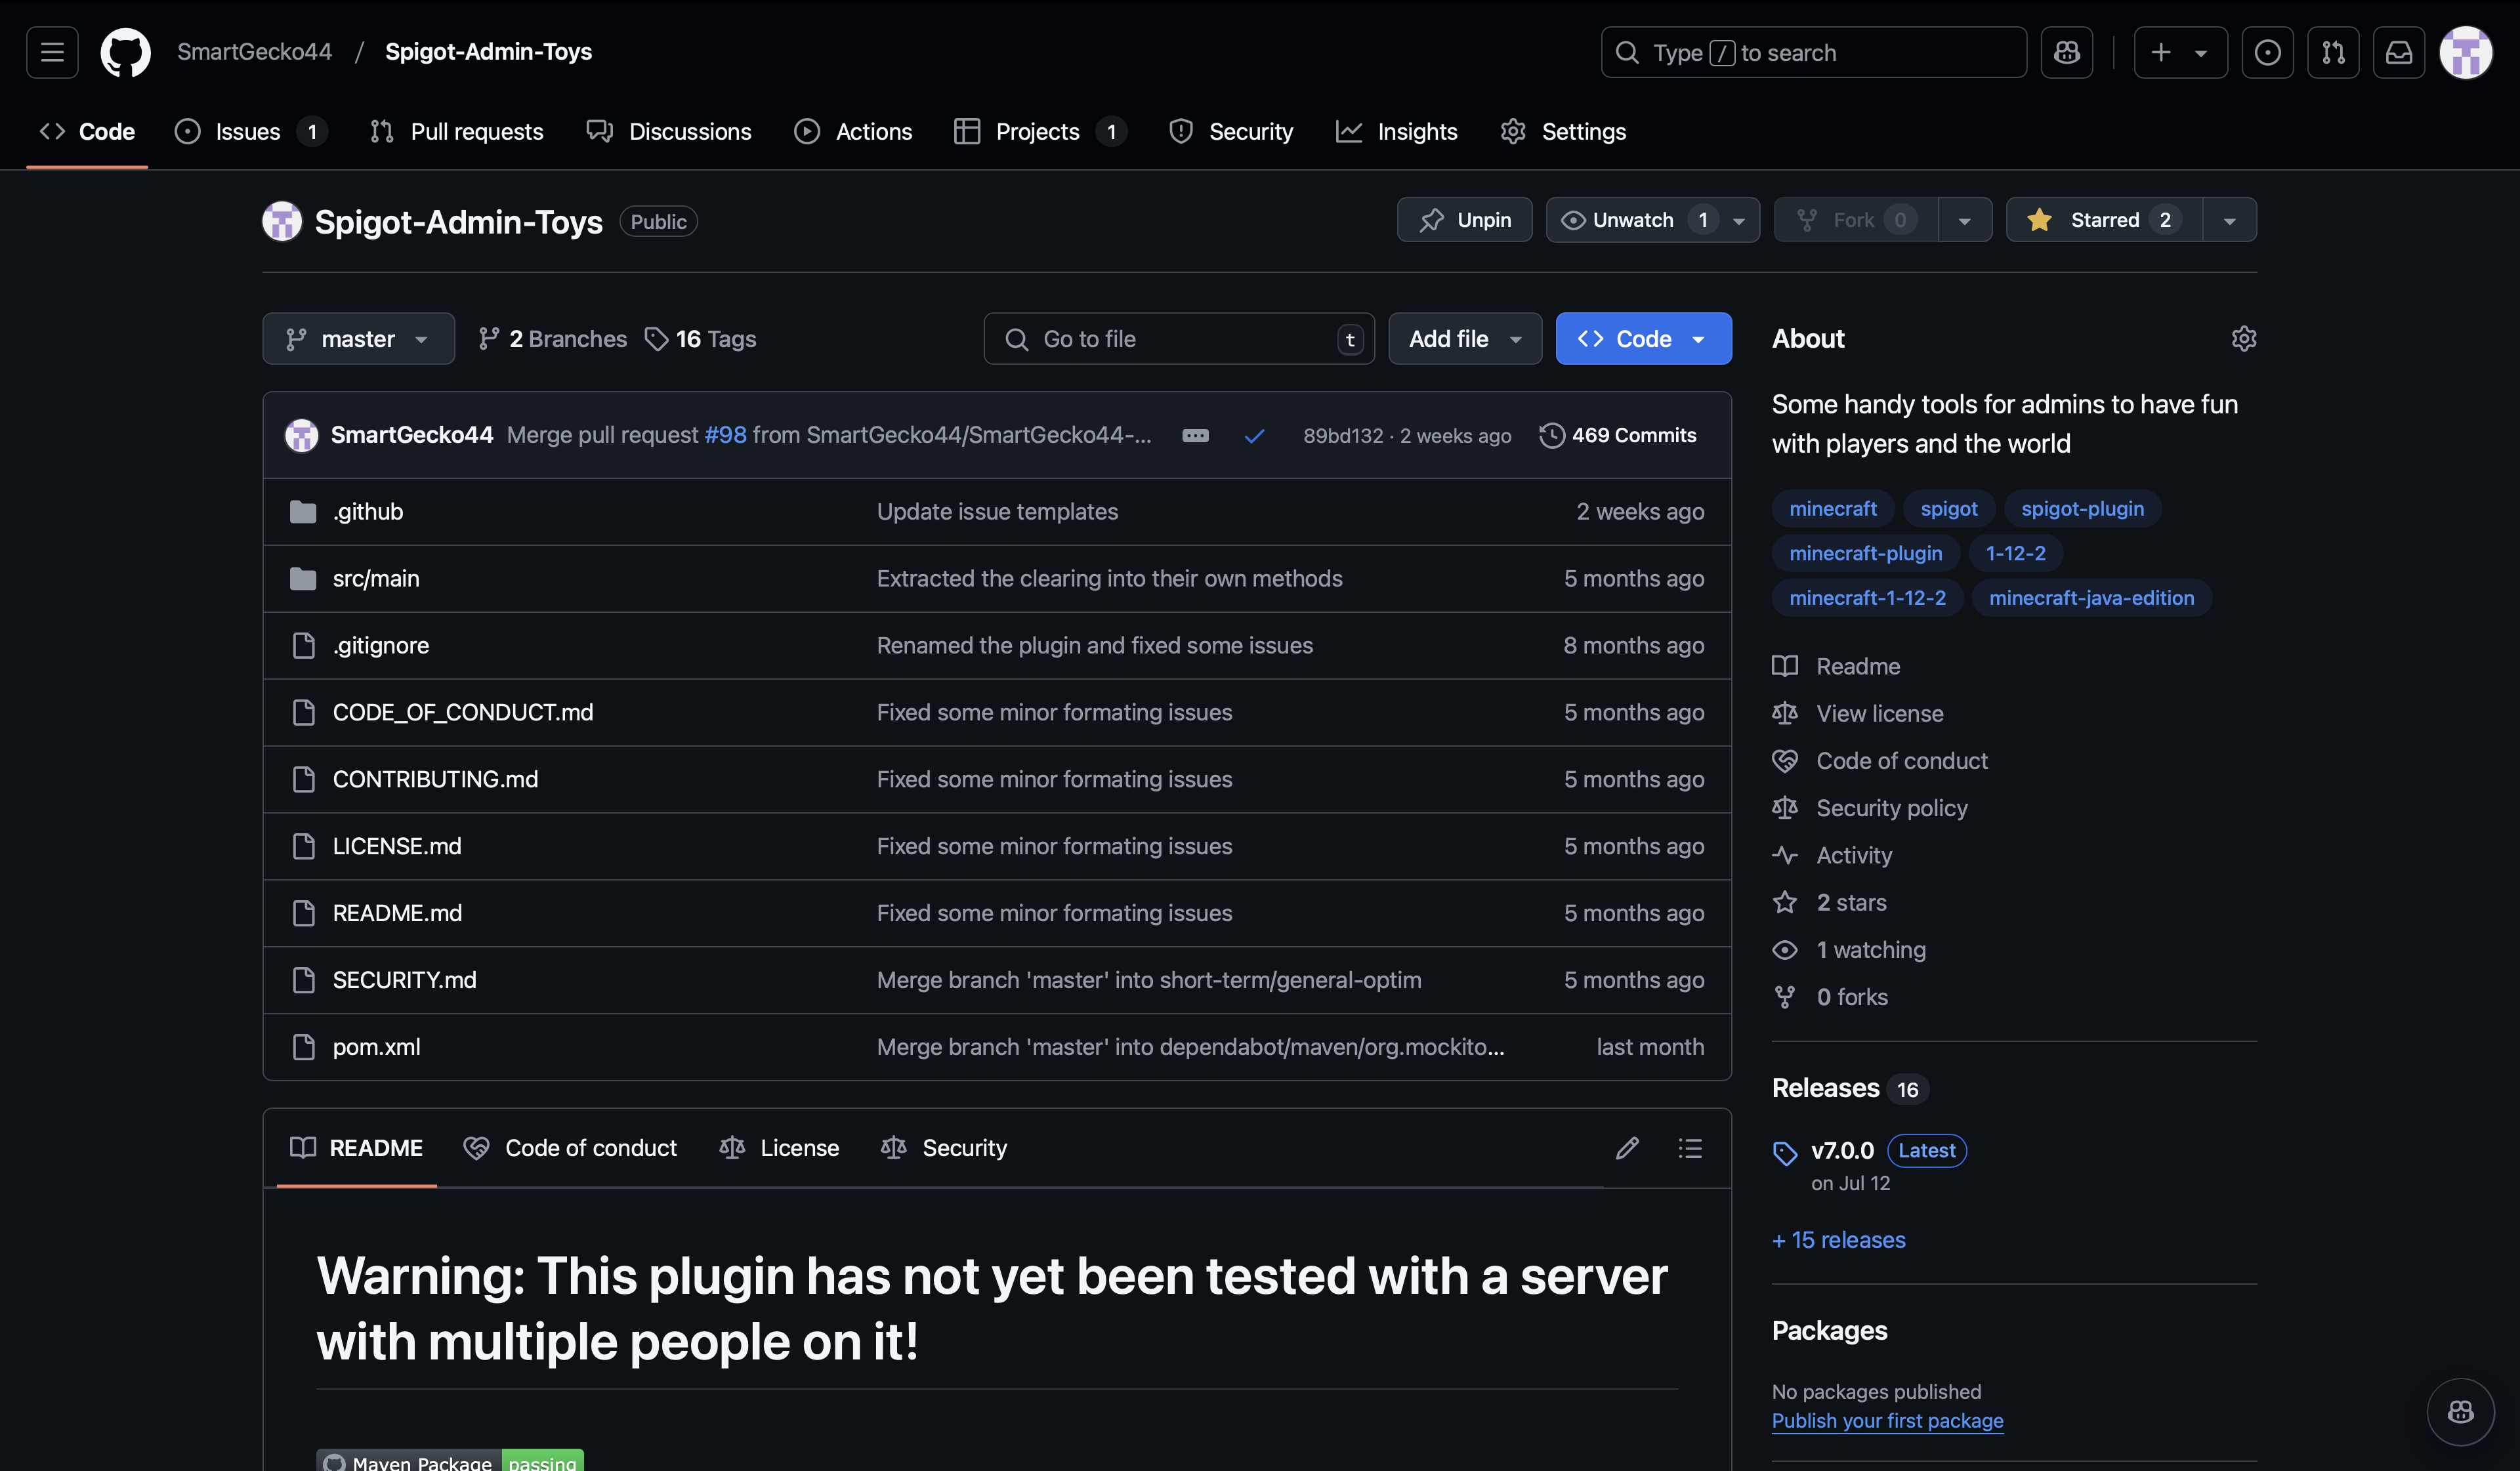 SmartGecko44 / Spigot-Admin-Toys
Type / to search
Code
Issues 1
Pull requests
Discussions
Actions
Projects 1
Security
Insights
Settings
Spigot-Admin-Toys Public
Unpin
Unwatch 1
Fork 0
Starred 2
master
2 Branches
16 Tags
Go to file t
Add file
Code
SmartGecko44 Merge pull request #98 from SmartGecko44/SmartGecko44-... 89bd132 · 2 weeks ago 469 Commits
.github Update issue templates 2 weeks ago
src/main Extracted the clearing into their own methods 5 months ago
.gitignore Renamed the plugin and fixed some issues 8 months ago
CODE_OF_CONDUCT.md Fixed some minor formating issues 5 months ago
CONTRIBUTING.md Fixed some minor formating issues 5 months ago
LICENSE.md Fixed some minor formating issues 5 months ago
README.md Fixed some minor formating issues 5 months ago
SECURITY.md Merge branch 'master' into short-term/general-optim 5 months ago
pom.xml Merge branch 'master' into dependabot/maven/org.mockito... last month
README
Code of conduct
License
Security
Warning: This plugin has not yet been tested with a server
with multiple people on it!
Maven Package passing
About
Some handy tools for admins to have fun
with players and the world
minecraft spigot spigot-plugin
minecraft-plugin 1-12-2
minecraft-1-12-2 minecraft-java-edition
Readme
View license
Code of conduct
Security policy
Activity
2 stars
1 watching
0 forks
Releases 16
v7.0.0 Latest
on Jul 12
+ 15 releases
Packages
No packages published
Publish your first package